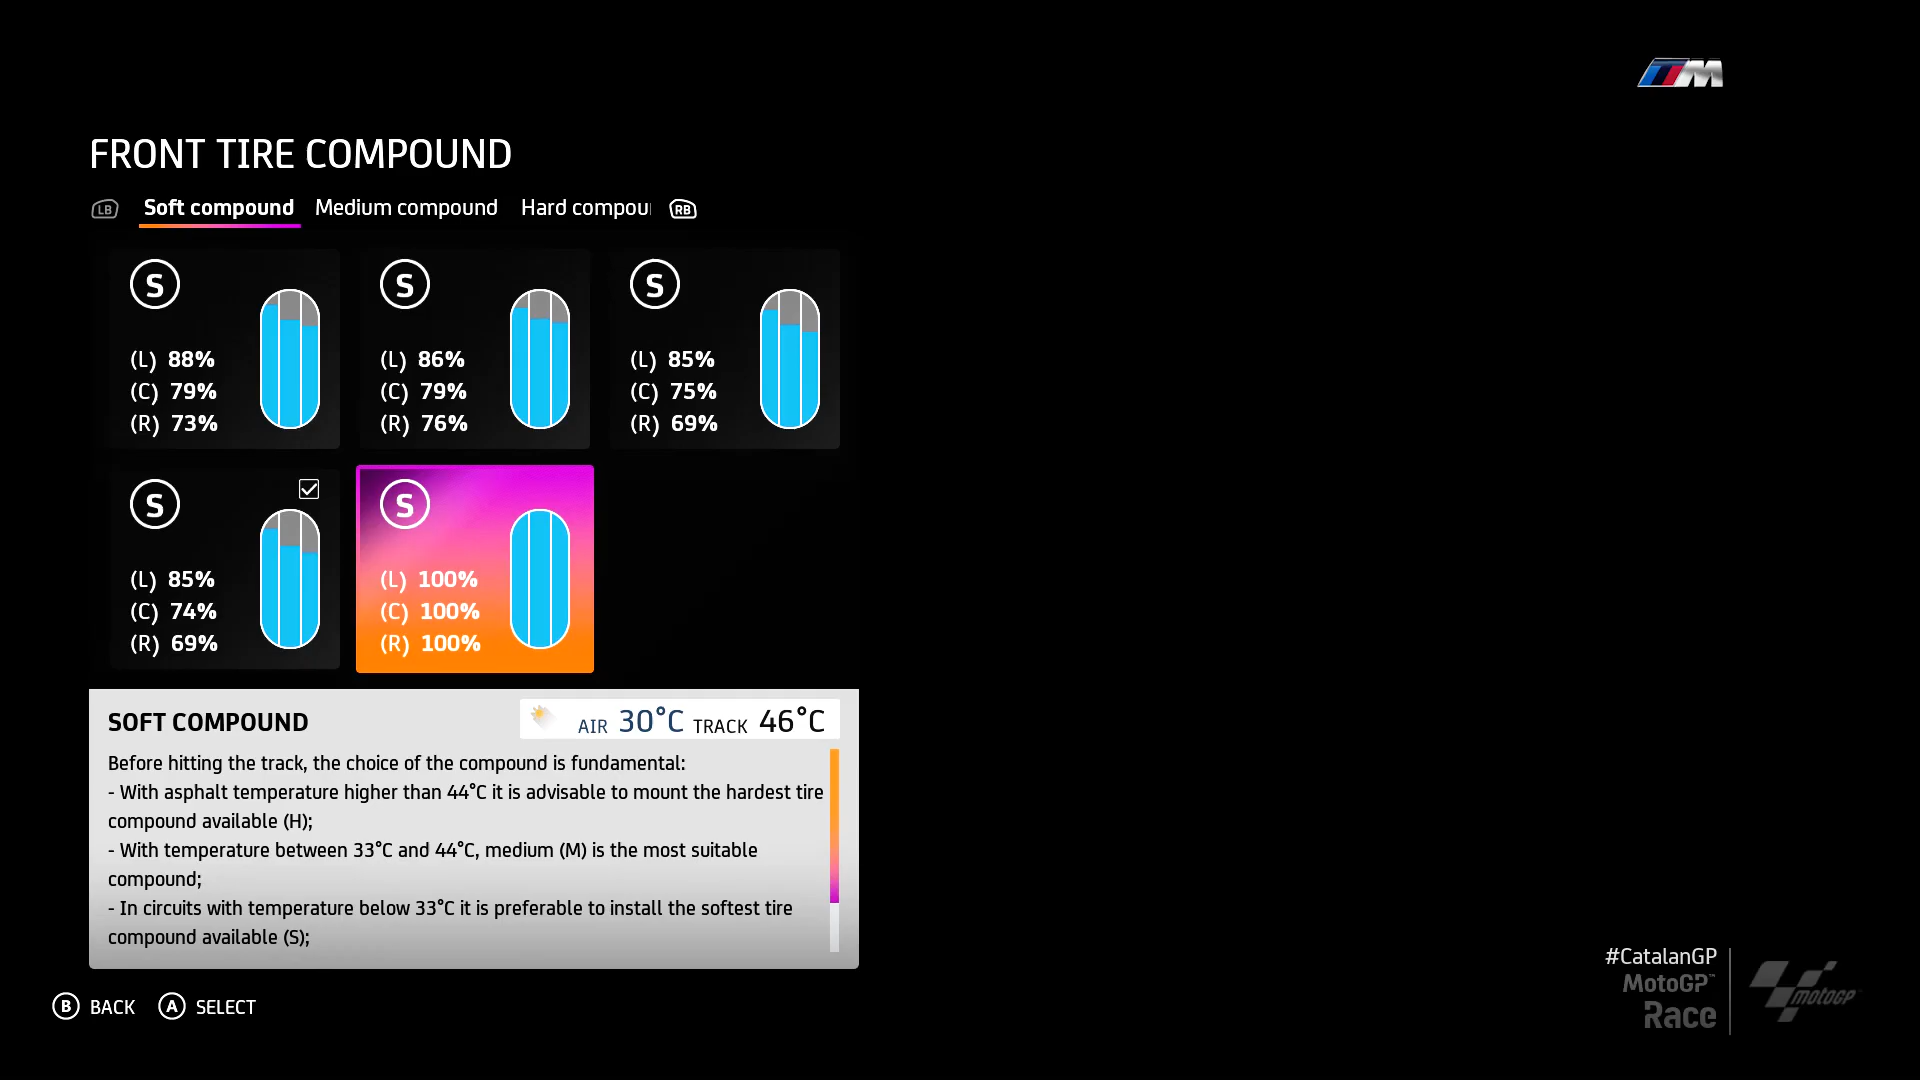 FRONT TIRE COMPOUND
LB Soft compound Medium compound Hard compou RB
S
(L) 88%
(C) 79%
(R) 73%
S
(L) 86%
(C) 79%
(R) 76%
S
(L) 85%
(C) 75%
(R) 69%
S
(L) 85%
(C) 74%
(R) 69%
S
(L) 100%
(C) 100%
(R) 100%
SOFT COMPOUND
AIR 30°C TRACK 46°C
Before hitting the track, the choice of the compound is fundamental:
- With asphalt temperature higher than 44°C it is advisable to mount the hardest tire
compound available (H);
- With temperature between 33°C and 44°C, medium (M) is the most suitable
compound;
- In circuits with temperature below 33°C it is preferable to install the softest tire
compound available (S);
B BACK A SELECT
#CatalanGP
MotoGP™
Race
MotoGP™
M